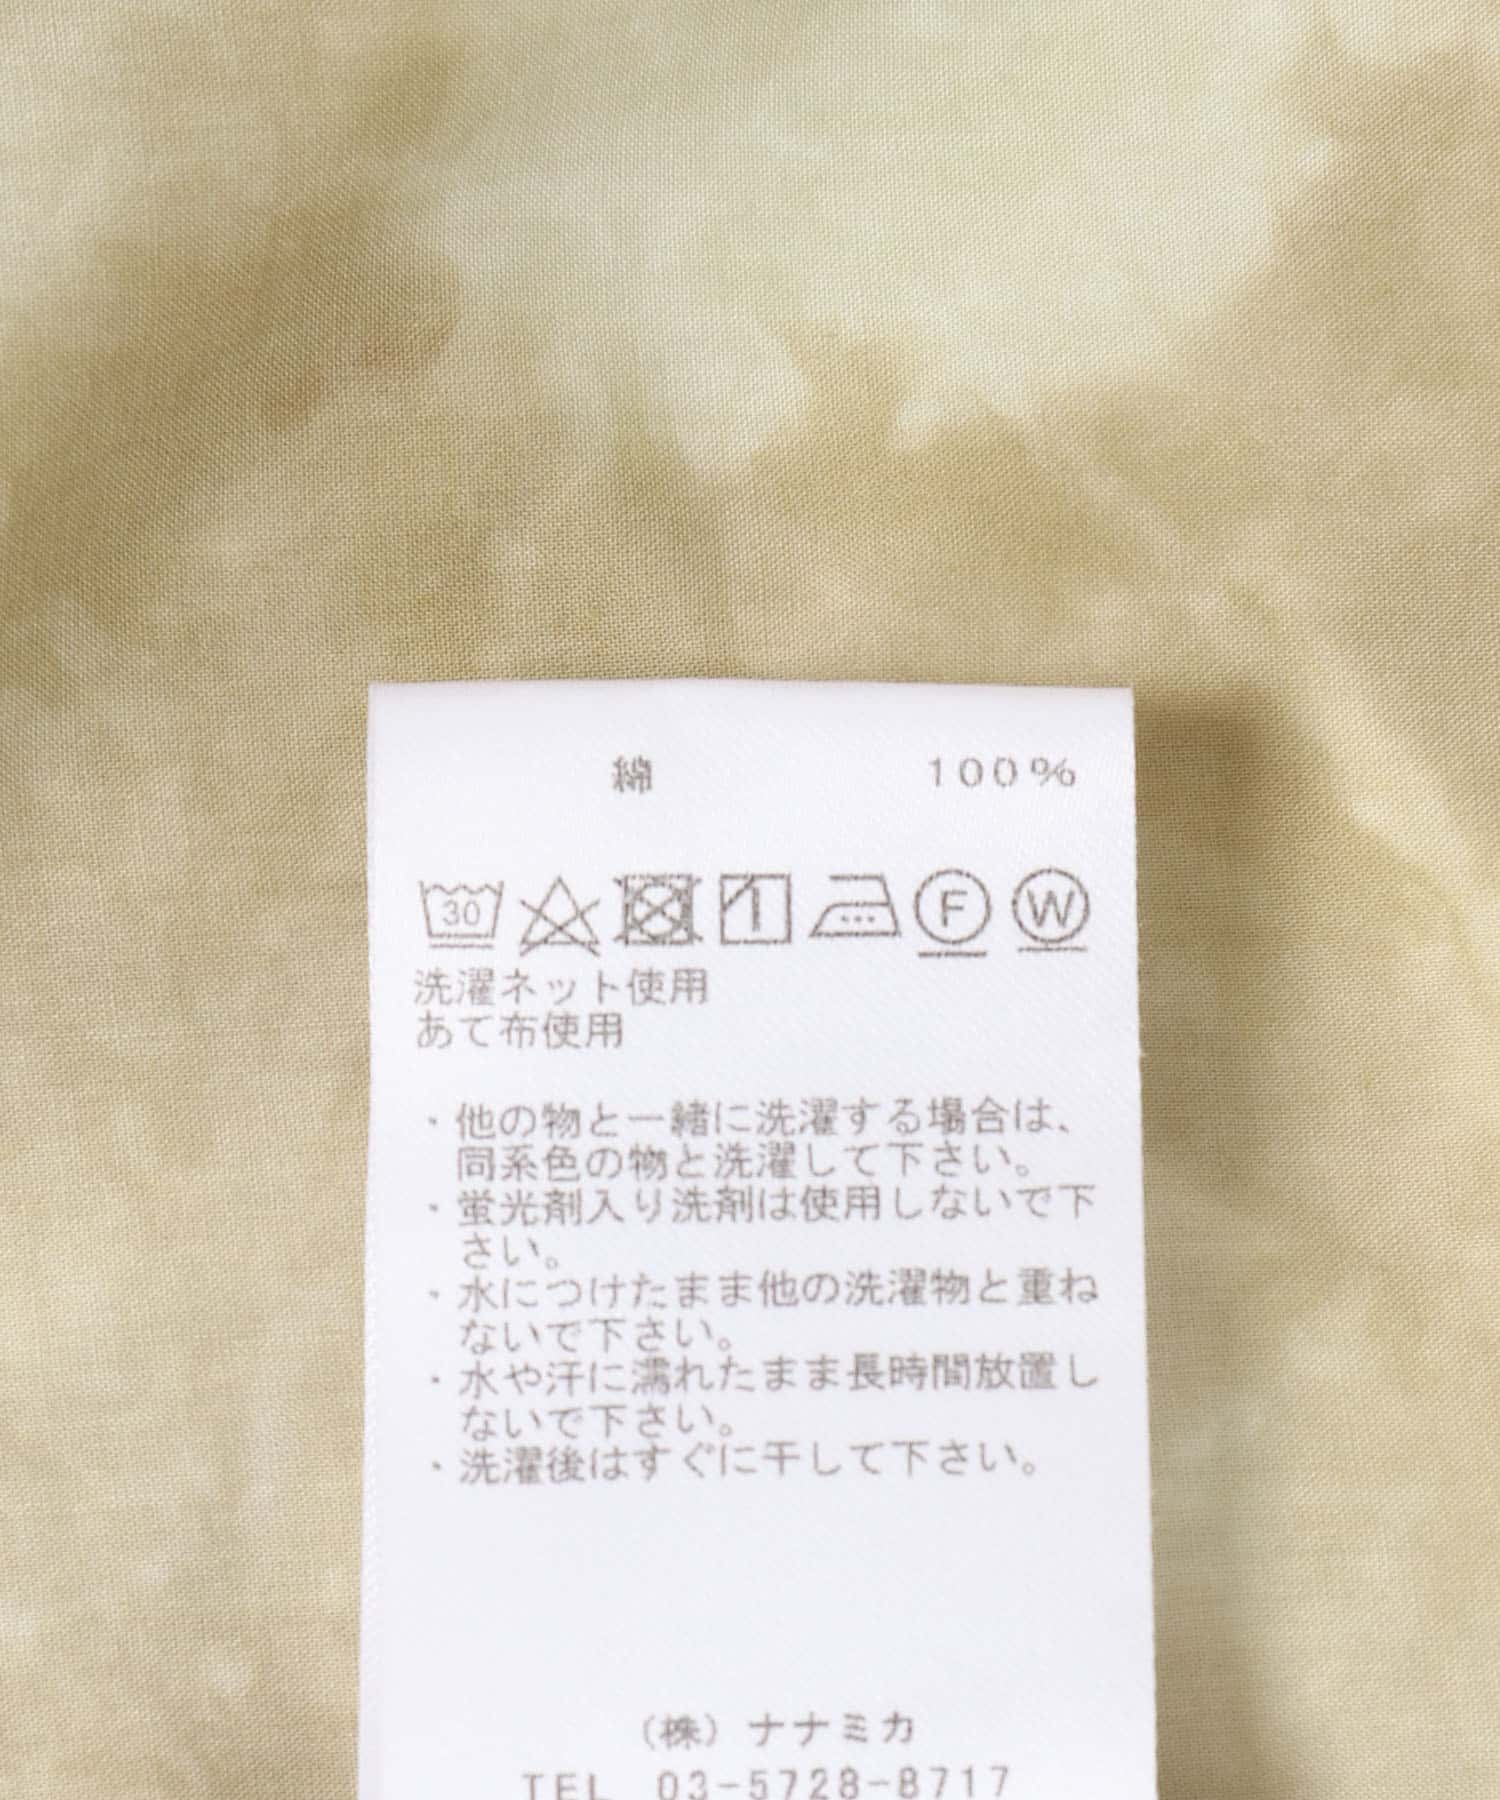 綿 100%
30 F W
洗濯ネット使用
あて布使用
・他の物と一緒に洗濯する場合は、
同系色の物と洗濯して下さい。
・蛍光剤入り洗剤は使用しないで下
さい。
・水につけたまま他の洗濯物と重ね
ないで下さい。
・水や汗に濡れたまま長時間放置し
ないで下さい。
・洗濯後はすぐに干して下さい。
(株)ナナミカ
TEL 03-5728-8717